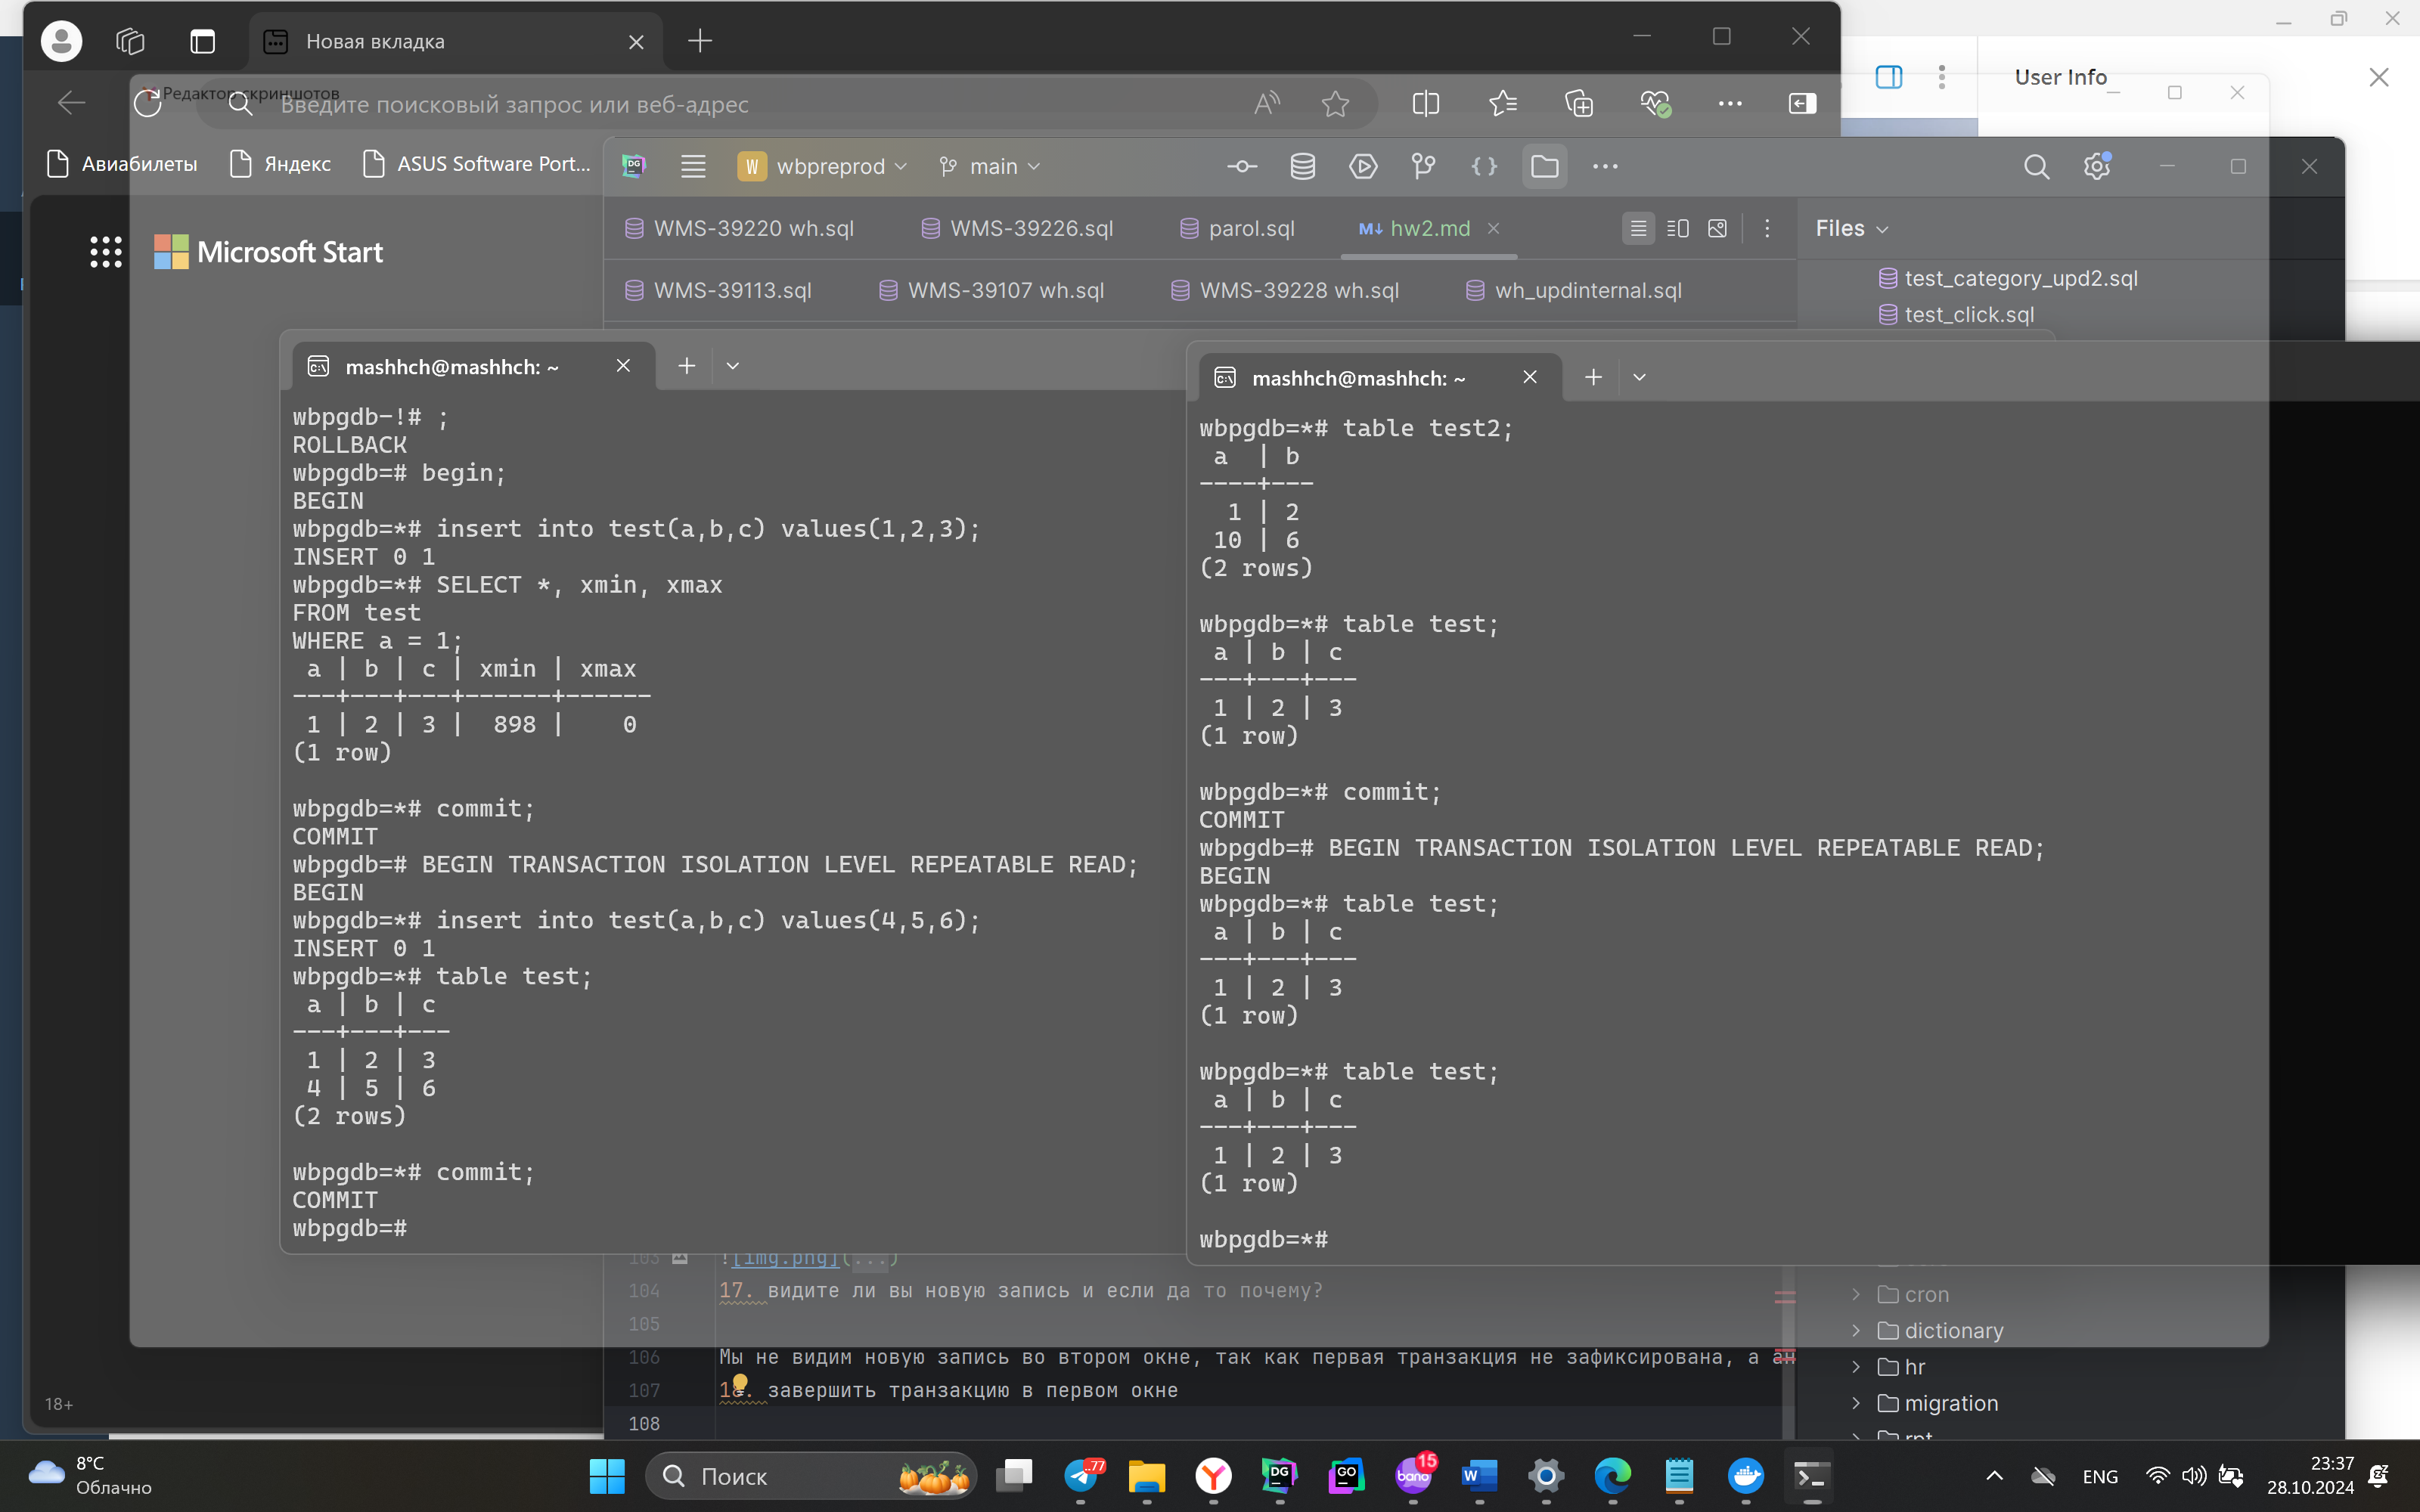 Новая вкладка
User Info
Редактор скриншотов
Введите поисковый запрос или веб-адрес
Авиабилеты
Яндекс
ASUS Software Port...
DG
W wbpreprod
main
Microsoft Start
WMS-39220 wh.sql
WMS-39226.sql
parol.sql
M↓ hw2.md
Files
WMS-39113.sql
WMS-39107 wh.sql
WMS-39228 wh.sql
wh_updinternal.sql
test_category_upd2.sql
test_click.sql
mashhch@mashhch: ~
wbpgdb-!# ;
ROLLBACK
wbpgdb=# begin;
BEGIN
wbpgdb=*# insert into test(a,b,c) values(1,2,3);
INSERT 0 1
wbpgdb=*# SELECT *, xmin, xmax
FROM test
WHERE a = 1;
 a | b | c | xmin | xmax
---+---+---+------+------
 1 | 2 | 3 |  898 |    0
(1 row)
wbpgdb=*# commit;
COMMIT
wbpgdb=# BEGIN TRANSACTION ISOLATION LEVEL REPEATABLE READ;
BEGIN
wbpgdb=*# insert into test(a,b,c) values(4,5,6);
INSERT 0 1
wbpgdb=*# table test;
 a | b | c
---+---+---
 1 | 2 | 3
 4 | 5 | 6
(2 rows)
wbpgdb=*# commit;
COMMIT
wbpgdb=#
mashhch@mashhch: ~
wbpgdb=*# table test2;
 a  | b
----+---
  1 | 2
 10 | 6
(2 rows)
wbpgdb=*# table test;
 a | b | c
---+---+---
 1 | 2 | 3
(1 row)
wbpgdb=*# commit;
COMMIT
wbpgdb=# BEGIN TRANSACTION ISOLATION LEVEL REPEATABLE READ;
BEGIN
wbpgdb=*# table test;
 a | b | c
---+---+---
 1 | 2 | 3
(1 row)
wbpgdb=*# table test;
 a | b | c
---+---+---
 1 | 2 | 3
(1 row)
wbpgdb=*#
103 ![img.png](...)
104 17. видите ли вы новую запись и если да то почему?
105
106 Мы не видим новую запись во втором окне, так как первая транзакция не зафиксирована, а
107 18. завершить транзакцию в первом окне
108
cron
dictionary
hr
migration
18+
8°C
Облачно
Поиск
..77
DG
GO
bano
15
W
ENG
23:37
28.10.2024